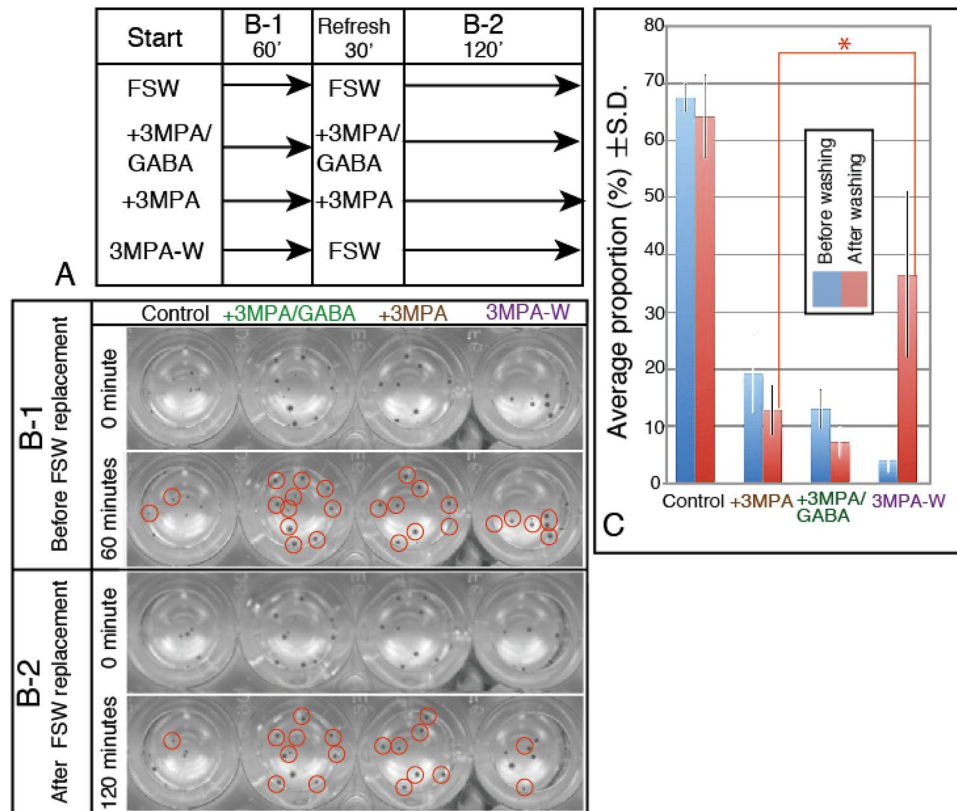 Start
B-1
60'
Refresh
30'
B-2
120'
FSW
FSW
+3MPA/
GABA
+3MPA/
GABA
+3MPA
+3MPA
3MPA-W
FSW
A
Control
+3MPA/GABA
+3MPA
3MPA-W
B-1
Before FSW replacement
0 minute
60 minutes
B-2
After FSW replacement
0 minute
120 minutes
Average proportion (%) ±S.D.
80
70
60
50
40
30
20
10
0
*
Before washing
After washing
Control
+3MPA
+3MPA/
GABA
3MPA-W
C